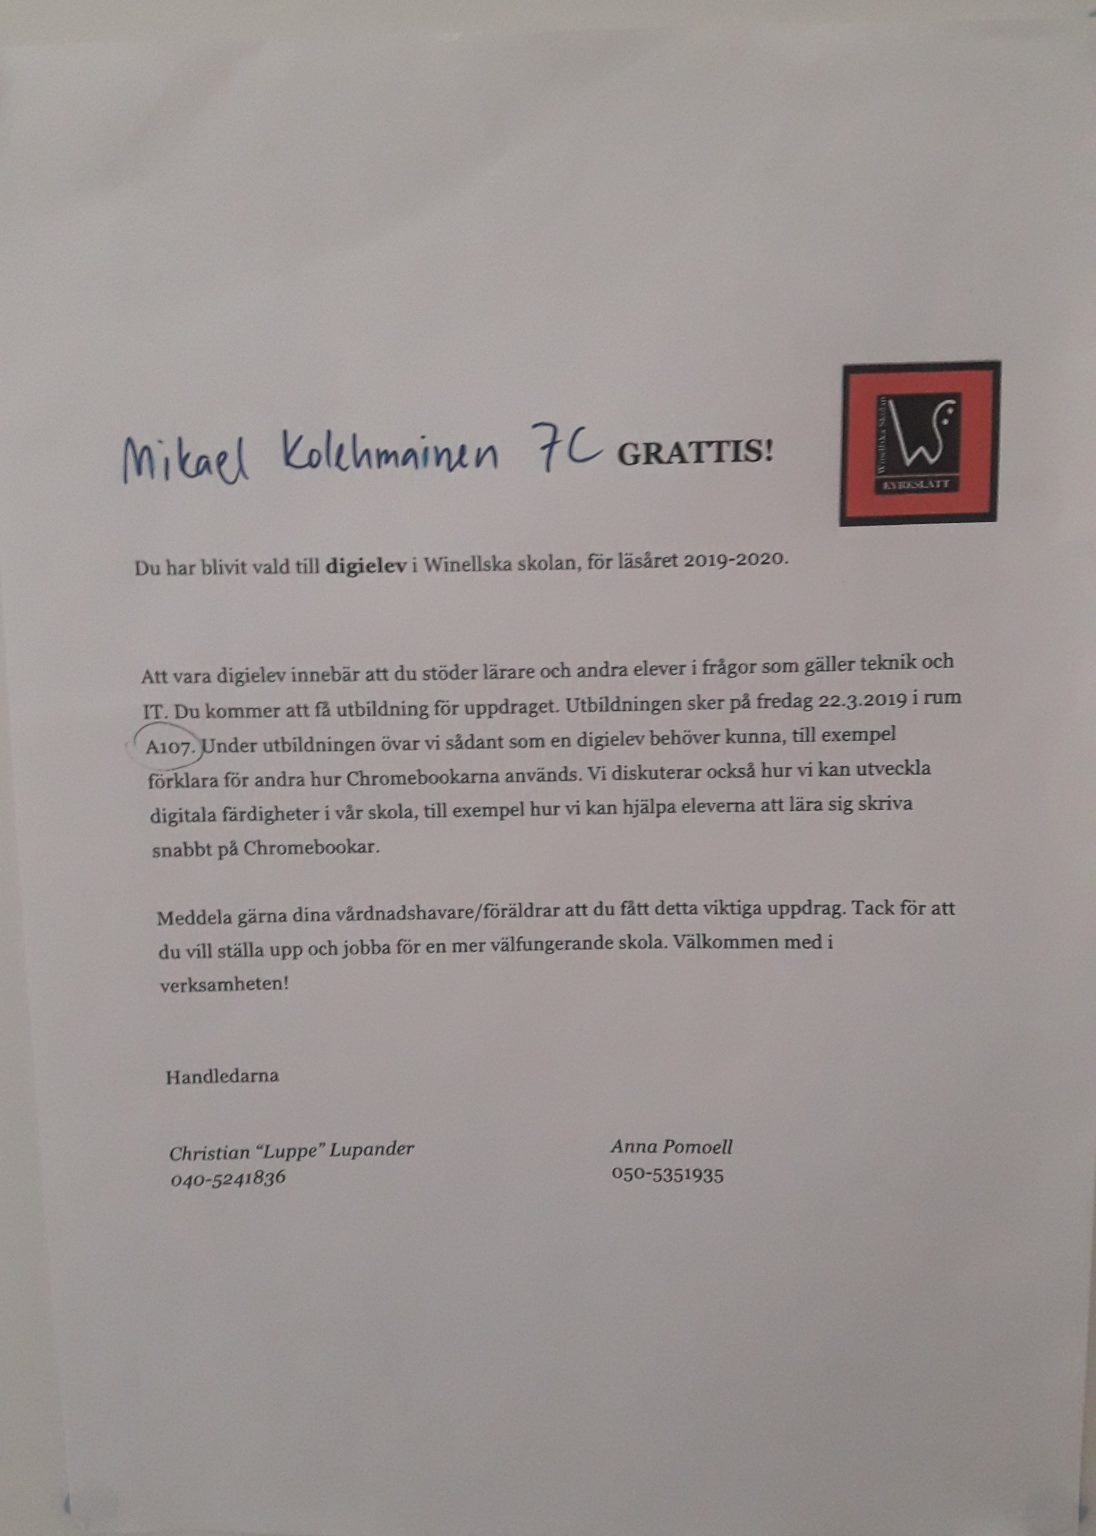 Mikael Kolehmainen 7C GRATTIS!
Winellska Skolan
KYRKSLÄTT
Du har blivit vald till digielev i Winellska skolan, för läsåret 2019-2020.
Att vara digielev innebär att du stöder lärare och andra elever i frågor som gäller teknik och
IT. Du kommer att få utbildning för uppdraget. Utbildningen sker på fredag 22.3.2019 i rum
A107. Under utbildningen övar vi sådant som en digielev behöver kunna, till exempel
förklara för andra hur Chromebookarna används. Vi diskuterar också hur vi kan utveckla
digitala färdigheter i vår skola, till exempel hur vi kan hjälpa eleverna att lära sig skriva
snabbt på Chromebookar.
Meddela gärna dina vårdnadshavare/föräldrar att du fått detta viktiga uppdrag. Tack för att
du vill ställa upp och jobba för en mer välfungerande skola. Välkommen med i
verksamheten!
Handledarna
Christian “Luppe” Lupander
040-5241836
Anna Pomoell
050-5351935